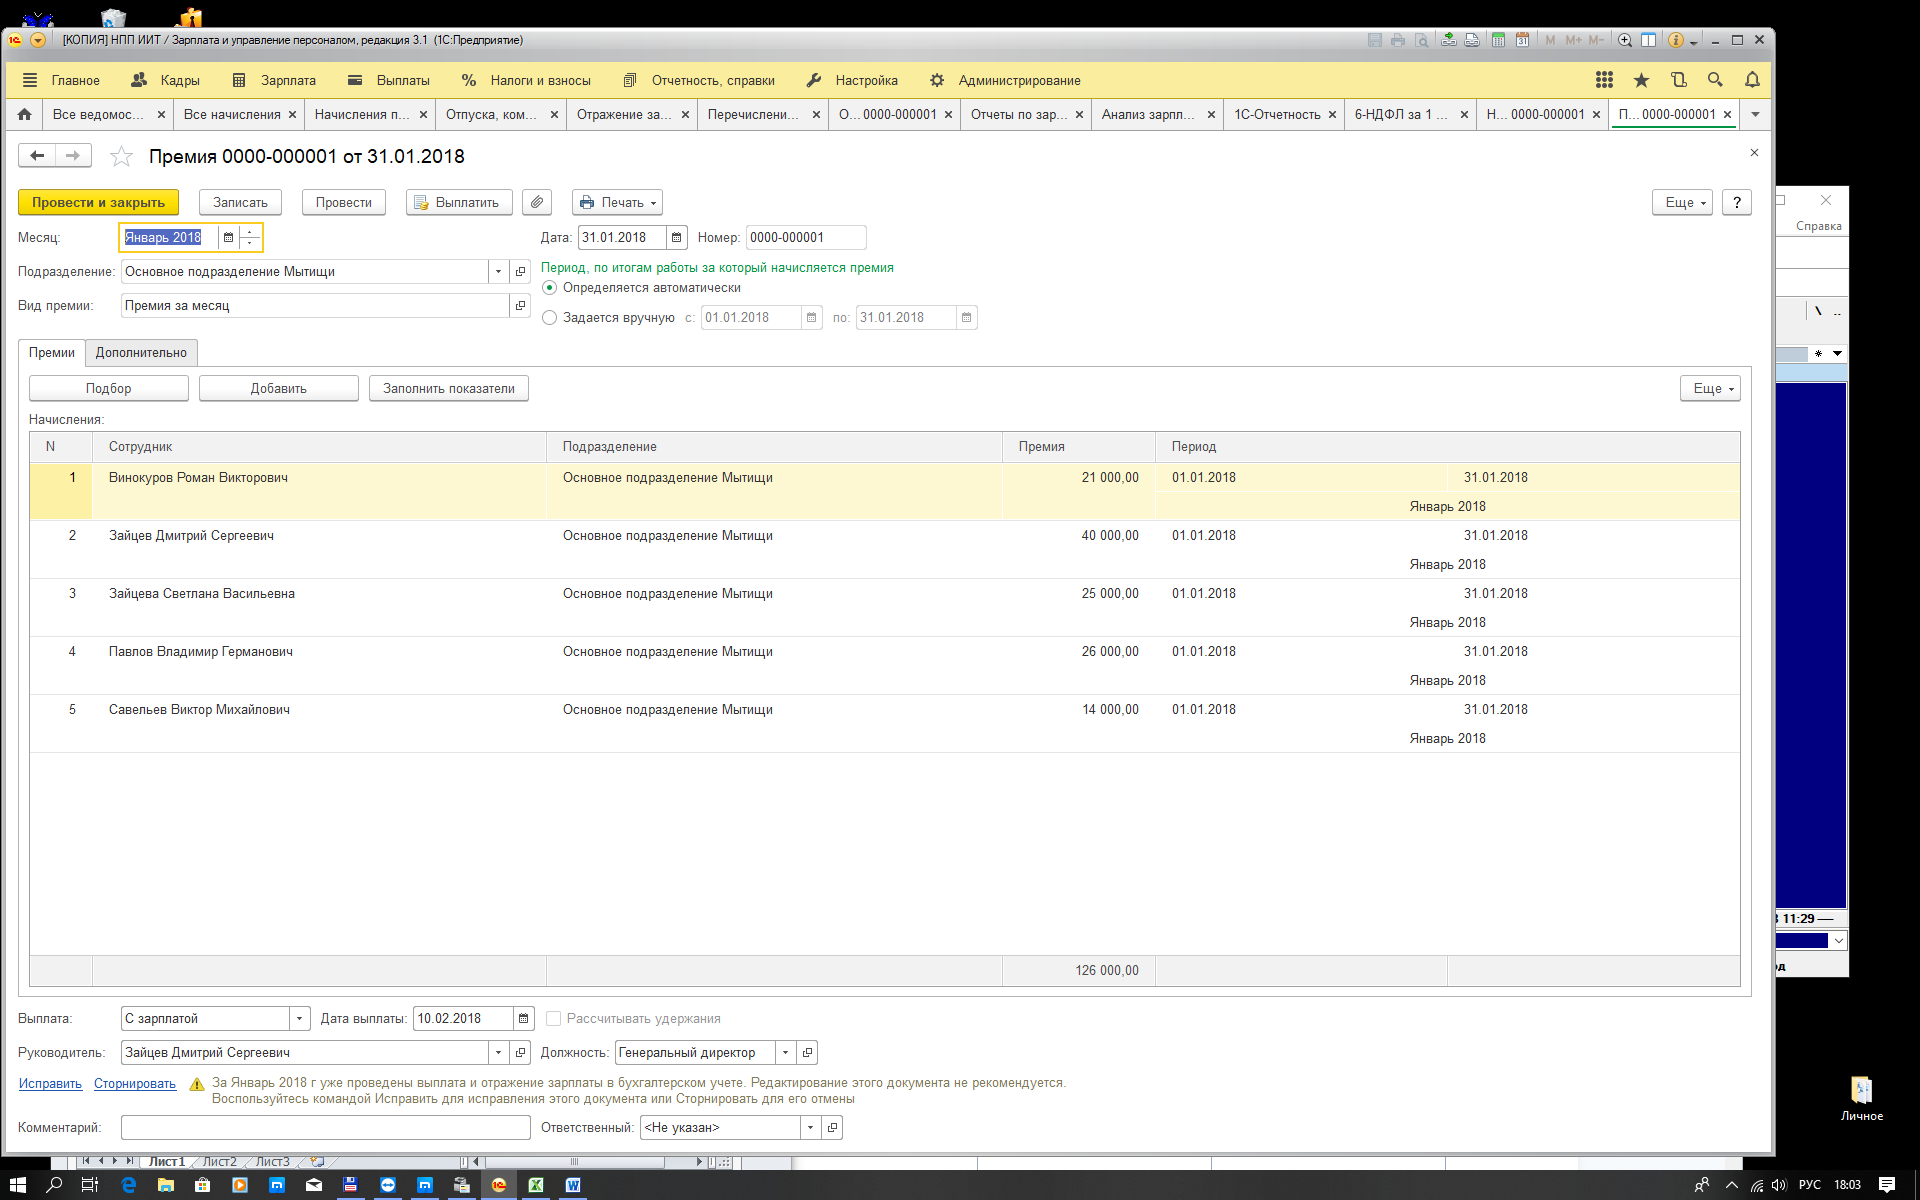 [КОПИЯ] НПП ИИТ / Зарплата и управление персоналом, редакция 3.1 (1С:Предприятие)
M M+ M-
Главное Кадры Зарплата Выплаты Налоги и взносы Отчетность, справки Настройка Администрирование
Все ведомос... Все начисления Начисления п... Отпуска, ком... Отражение за... Перечислени... О... 0000-000001 Отчеты по зар... Анализ зарпл... 1С-Отчетность 6-НДФЛ за 1 ... Н... 0000-000001 П... 0000-000001
Премия 0000-000001 от 31.01.2018
Провести и закрыть Записать Провести Выплатить Печать Еще ?
Справка
Месяц: Январь 2018 Дата: 31.01.2018 Номер: 0000-000001
Подразделение: Основное подразделение Мытищи Период, по итогам работы за который начисляется премия
Определяется автоматически
Вид премии: Премия за месяц
Задается вручную с: 01.01.2018 по: 31.01.2018
Премии Дополнительно
Подбор Добавить Заполнить показатели Еще
Начисления:
N Сотрудник Подразделение Премия Период
1 Винокуров Роман Викторович Основное подразделение Мытищи 21 000,00 01.01.2018 31.01.2018
Январь 2018
2 Зайцев Дмитрий Сергеевич Основное подразделение Мытищи 40 000,00 01.01.2018 31.01.2018
Январь 2018
3 Зайцева Светлана Васильевна Основное подразделение Мытищи 25 000,00 01.01.2018 31.01.2018
Январь 2018
4 Павлов Владимир Германович Основное подразделение Мытищи 26 000,00 01.01.2018 31.01.2018
Январь 2018
5 Савельев Виктор Михайлович Основное подразделение Мытищи 14 000,00 01.01.2018 31.01.2018
Январь 2018
11:29
126 000,00
Выплата: С зарплатой Дата выплаты: 10.02.2018 Рассчитывать удержания
Руководитель: Зайцев Дмитрий Сергеевич Должность: Генеральный директор
Исправить Сторнировать За Январь 2018 г уже проведены выплата и отражение зарплаты в бухгалтерском учете. Редактирование этого документа не рекомендуется.
Воспользуйтесь командой Исправить для исправления этого документа или Сторнировать для его отмены
Личное
Комментарий: Ответственный: <Не указан>
Лист1 Лист2 Лист3
РУС 18:03